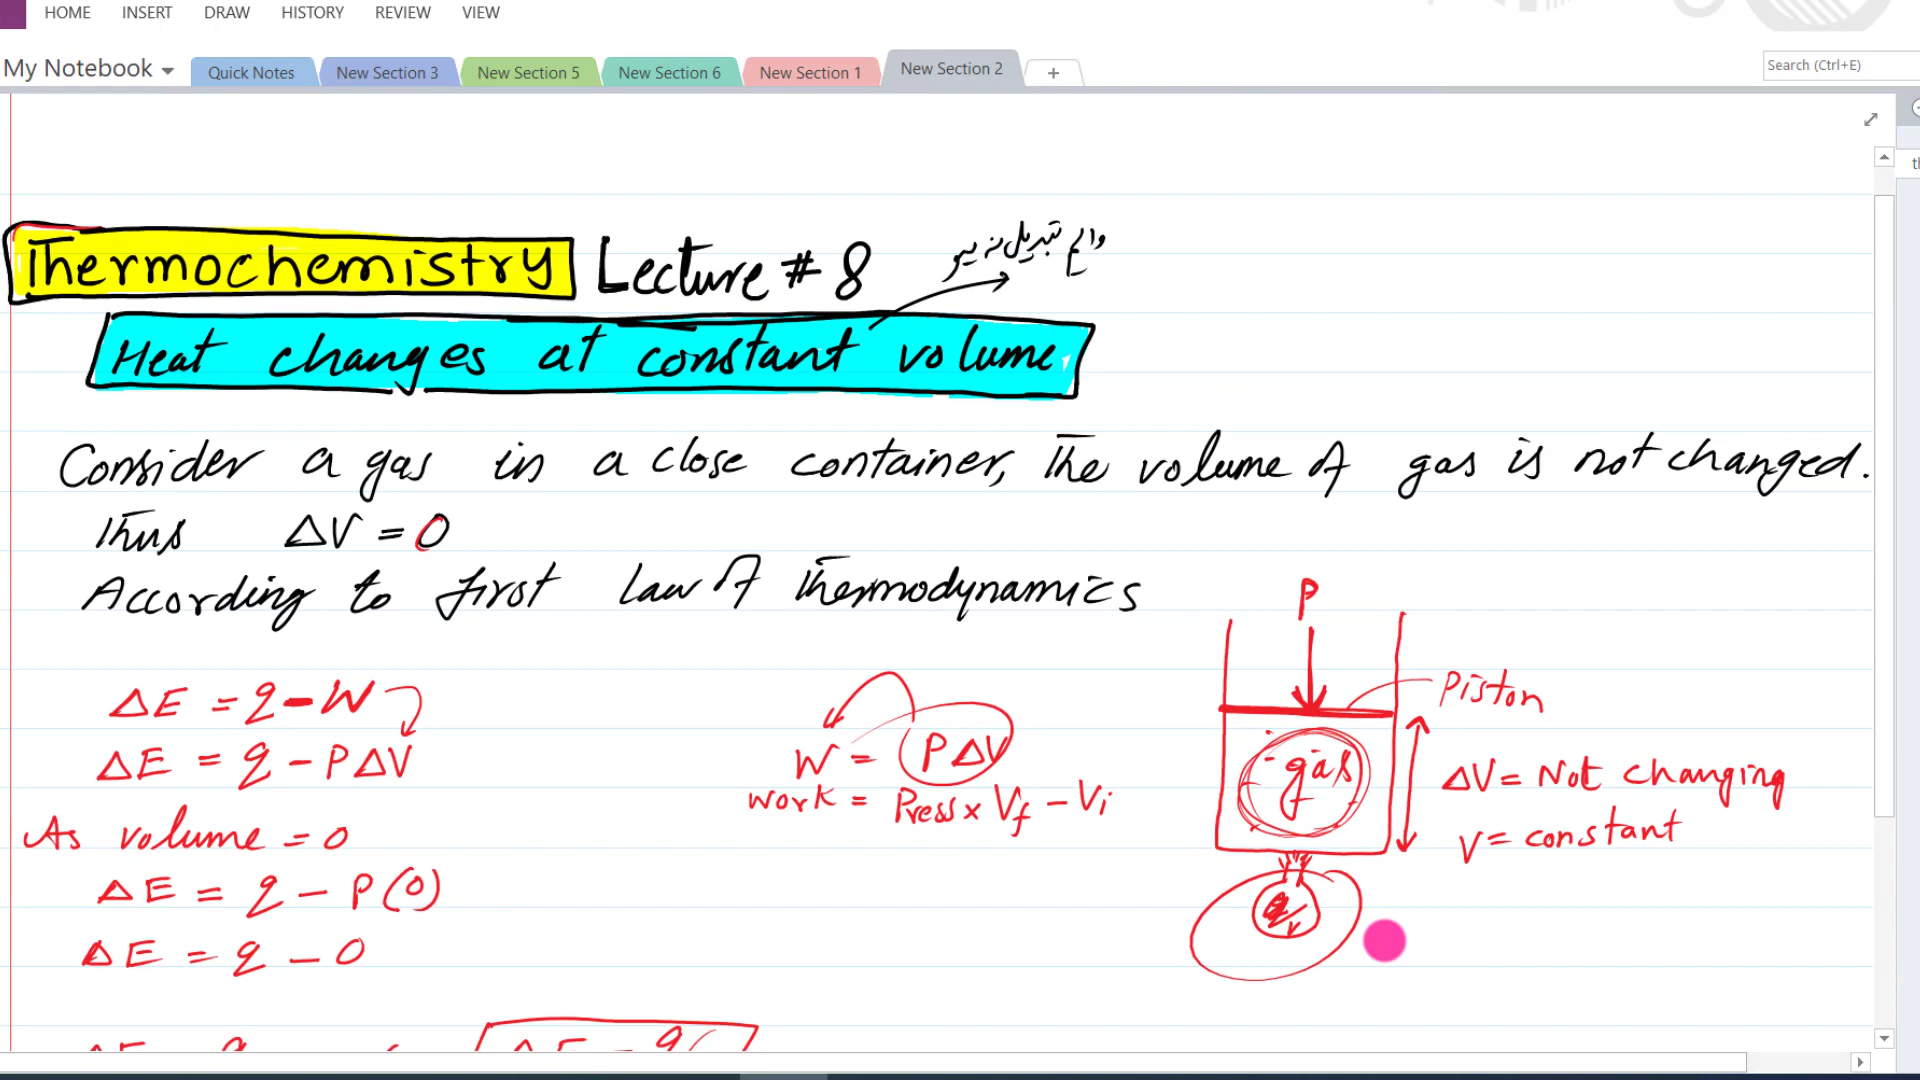 HOME INSERT DRAW HISTORY REVIEW VIEW
My Notebook Quick Notes New Section 3 New Section 5 New Section 6 New Section 1 New Section 2 +
Search (Ctrl+E)
Thermochemistry Lecture # 8
Heat changes at constant volume
Consider a gas in a close container, The volume of gas is not changed.
Thus ΔV = 0
According to first law of Thermodynamics
P
Piston
gas
ΔV = Not changing
V = constant
ΔE = q - W
ΔE = q - PΔV
W = PΔV
Work = Press x Vf - Vi
As volume = 0
ΔE = q - P(0)
ΔE = q - 0